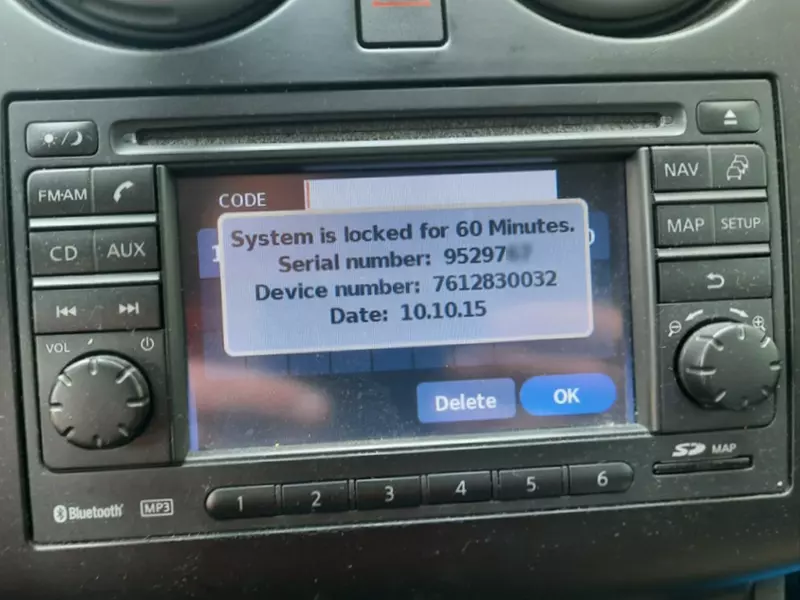 CODE
System is locked for 60 Minutes.
Serial number: 95297
Device number: 7612830032
Date: 10.10.15
Delete
OK
FM·AM
CD
AUX
VOL
NAV
MAP
SETUP
SD MAP
Bluetooth
MP3
1
2
3
4
5
6